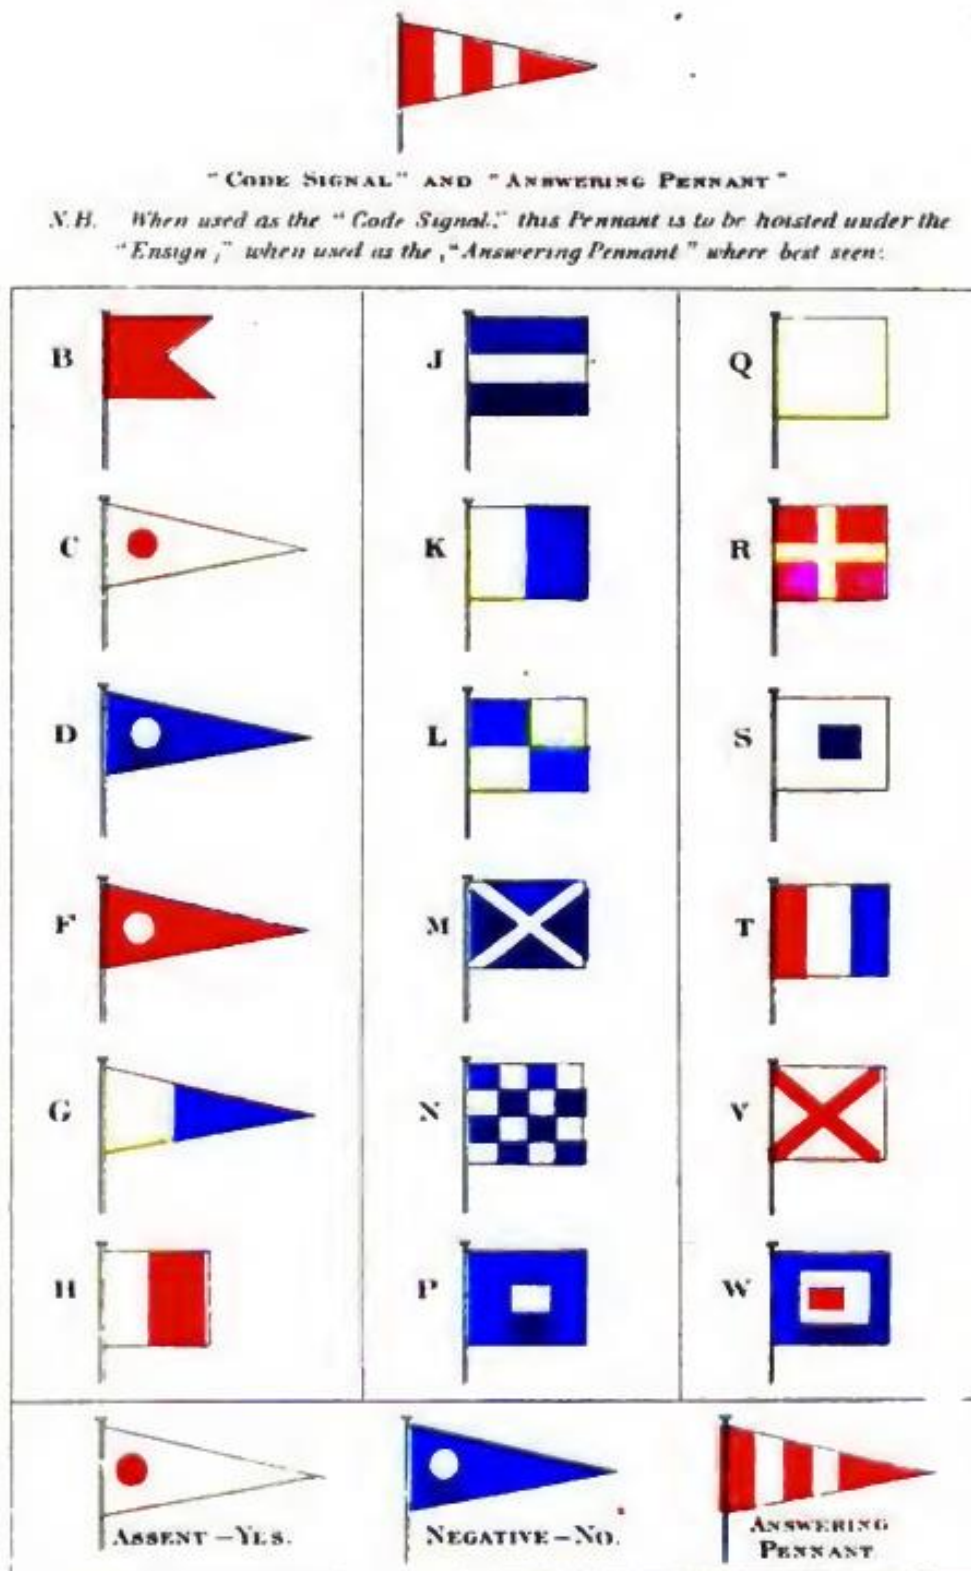 "CODE SIGNAL" AND "ANSWERING PENNANT"
N.B. When used as the "Code Signal," this Pennant is to be hoisted under the
"Ensign," when used as the, "Answering Pennant" where best seen.
B
J
Q
C
K
R
D
L
S
F
M
T
G
N
V
H
P
W
ASSENT – YES.
NEGATIVE – NO.
ANSWERING
PENNANT